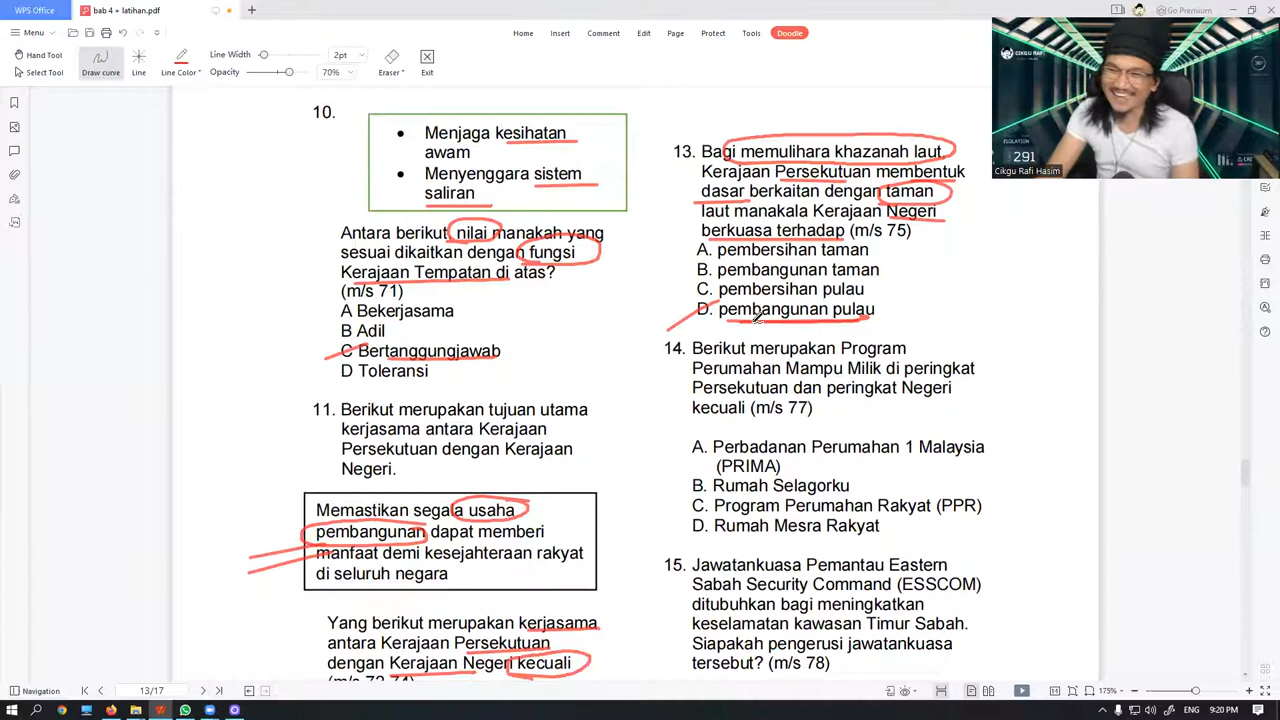 WPS Office
bab 4 + latihan.pdf
Go Premium
Menu
Home
Insert
Comment
Edit
Page
Protect
Tools
Doodle
Hand Tool
Select Tool
Draw curve
Line
Line Color
Line Width
2pt
Opacity
70%
Eraser
Exit
CIKGU RAFI
ISOLATION
291
Cikgu Rafi Hasim
10.
• Menjaga kesihatan
awam
• Menyenggara sistem
saliran
Antara berikut, nilai manakah yang
sesuai dikaitkan dengan fungsi
Kerajaan Tempatan di atas?
(m/s 71)
A Bekerjasama
B Adil
C Bertanggungjawab
D Toleransi
11. Berikut merupakan tujuan utama
kerjasama antara Kerajaan
Persekutuan dengan Kerajaan
Negeri.
Memastikan segala usaha
pembangunan dapat memberi
manfaat demi kesejahteraan rakyat
di seluruh negara
Yang berikut merupakan kerjasama
antara Kerajaan Persekutuan
dengan Kerajaan Negeri kecuali
13. Bagi memulihara khazanah laut,
Kerajaan Persekutuan membentuk
dasar berkaitan dengan taman
laut manakala Kerajaan Negeri
berkuasa terhadap (m/s 75)
A. pembersihan taman
B. pembangunan taman
C. pembersihan pulau
D. pembangunan pulau
14. Berikut merupakan Program
Perumahan Mampu Milik di peringkat
Persekutuan dan peringkat Negeri
kecuali (m/s 77)
A. Perbadanan Perumahan 1 Malaysia
(PRIMA)
B. Rumah Selagorku
C. Program Perumahan Rakyat (PPR)
D. Rumah Mesra Rakyat
15. Jawatankuasa Pemantau Eastern
Sabah Security Command (ESSCOM)
ditubuhkan bagi meningkatkan
keselamatan kawasan Timur Sabah.
Siapakah pengerusi jawatankuasa
tersebut? (m/s 78)
Navigation
13/17
175%
ENG
9:20 PM